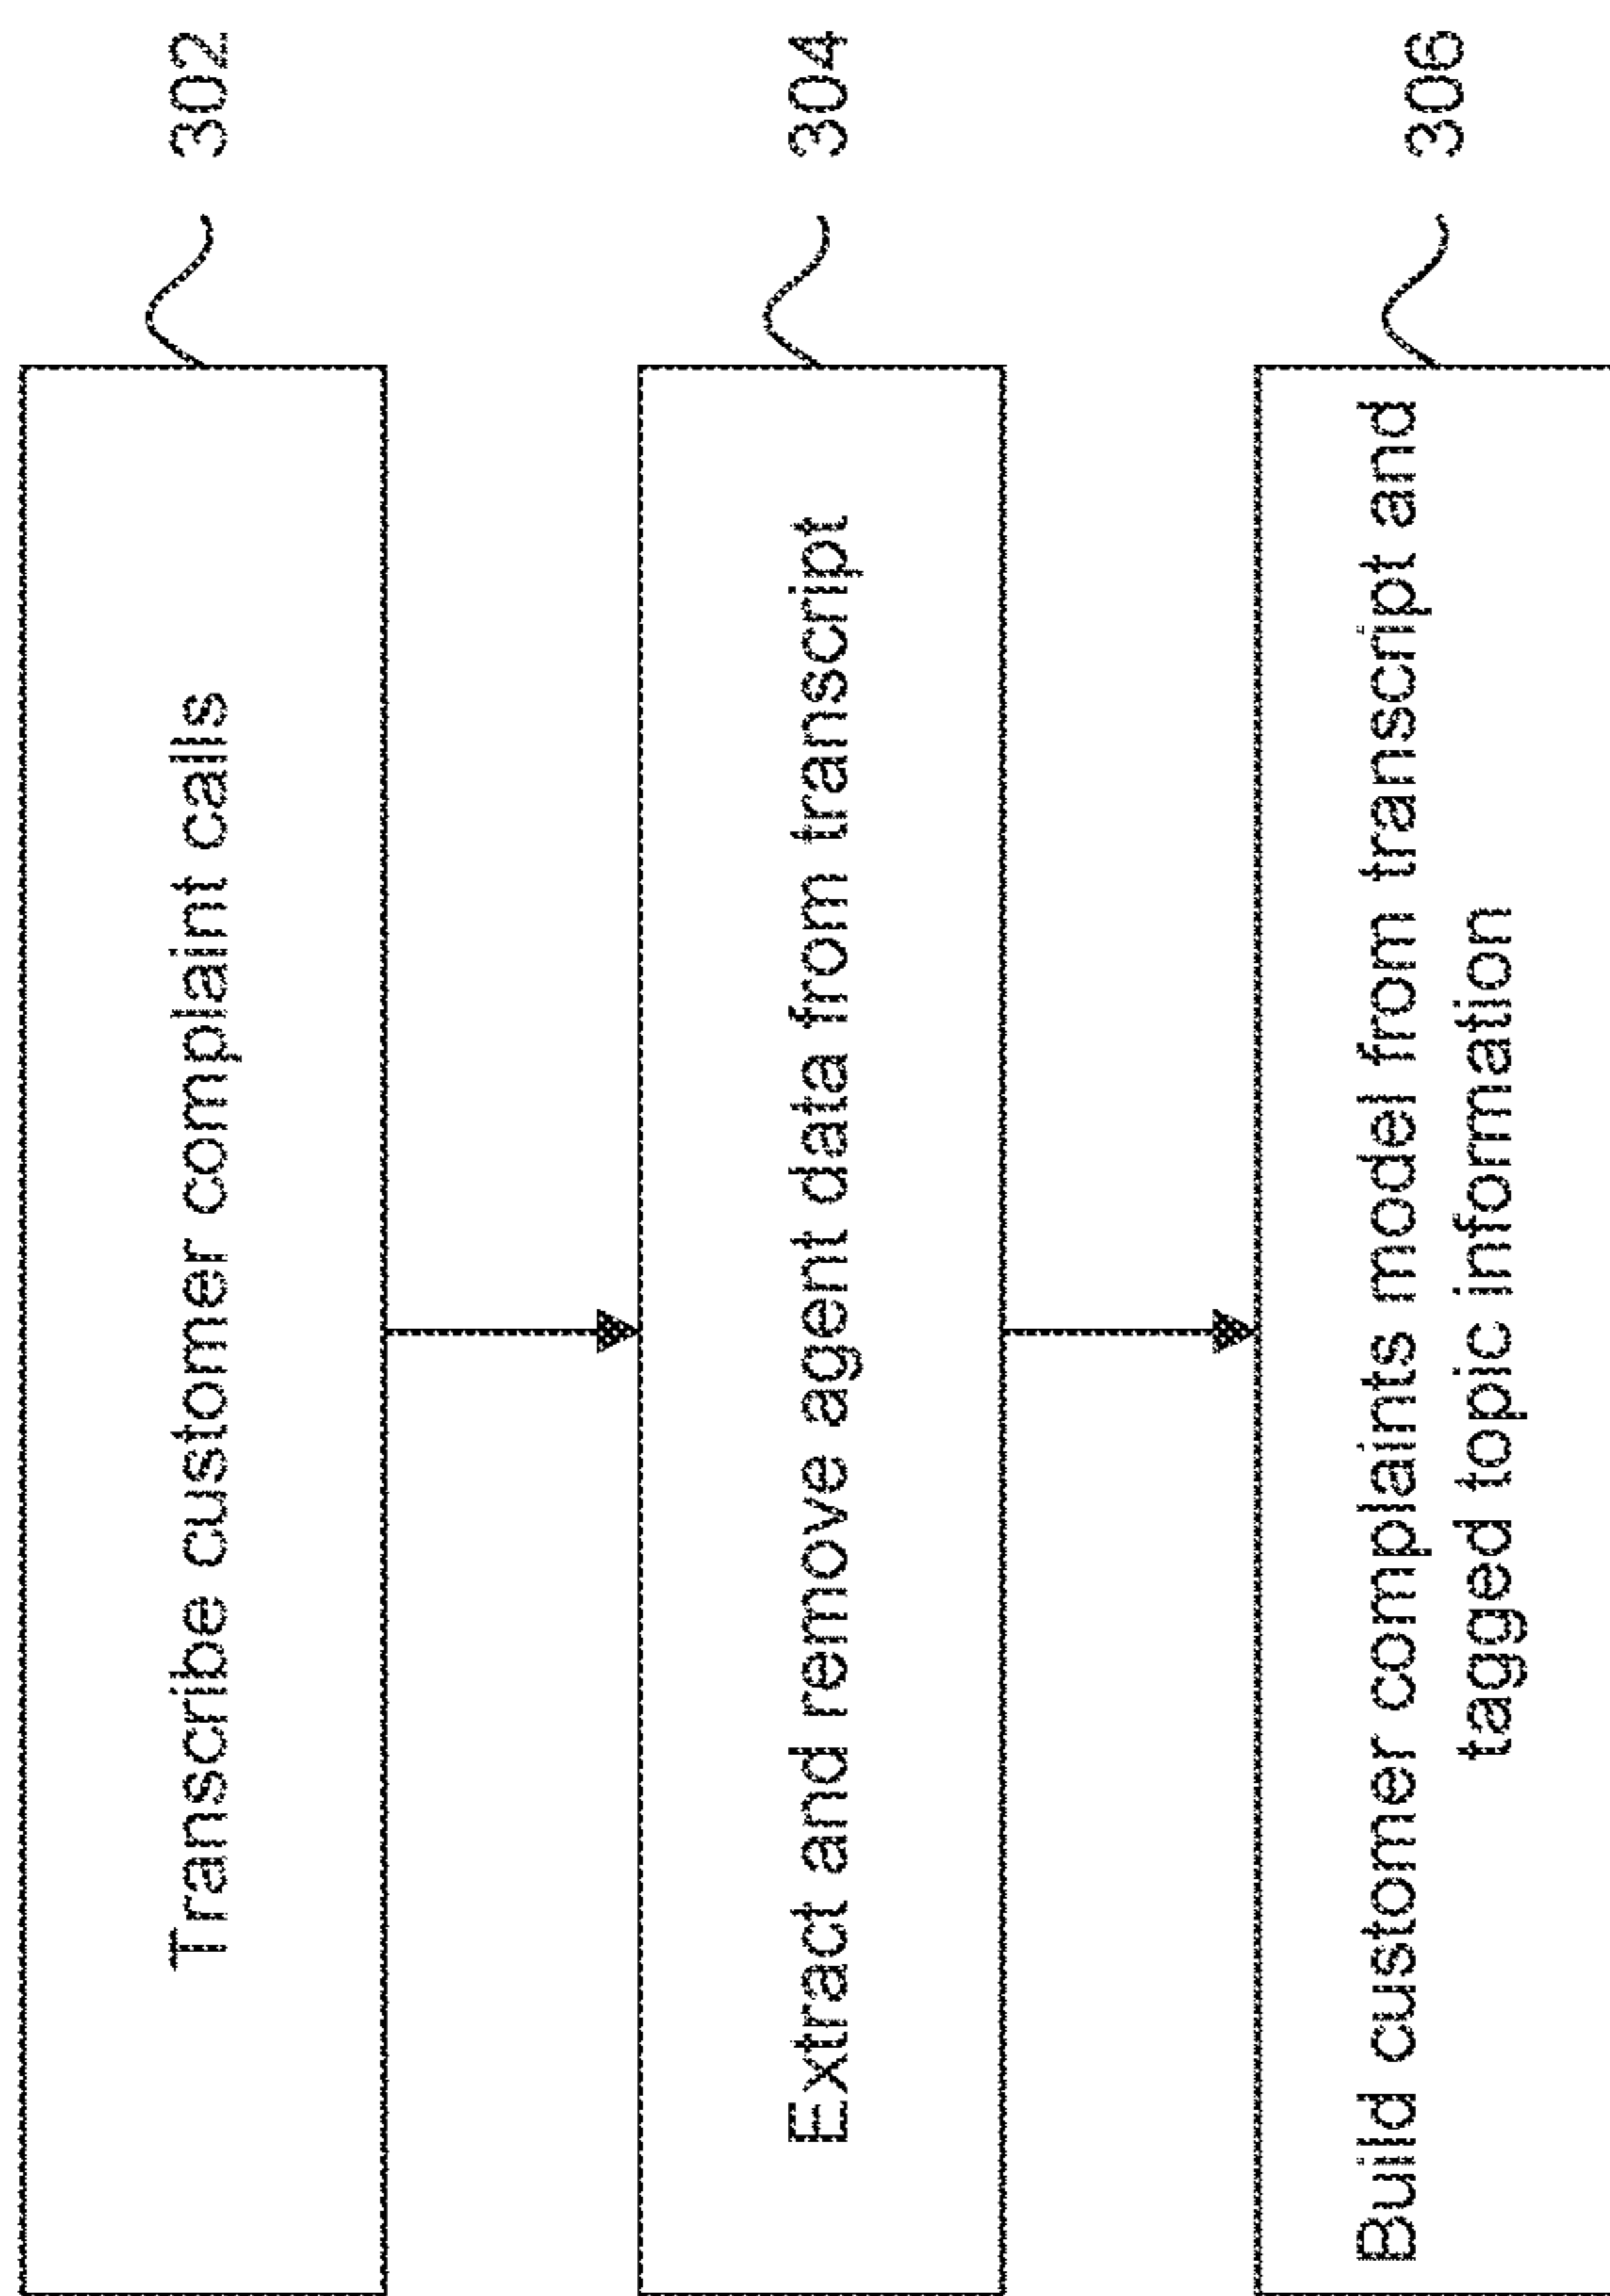 Transcribe customer complaint calls
302
Extract and remove agent data from transcript
304
Build customer complaints model from transcript and
tagged topic information
306